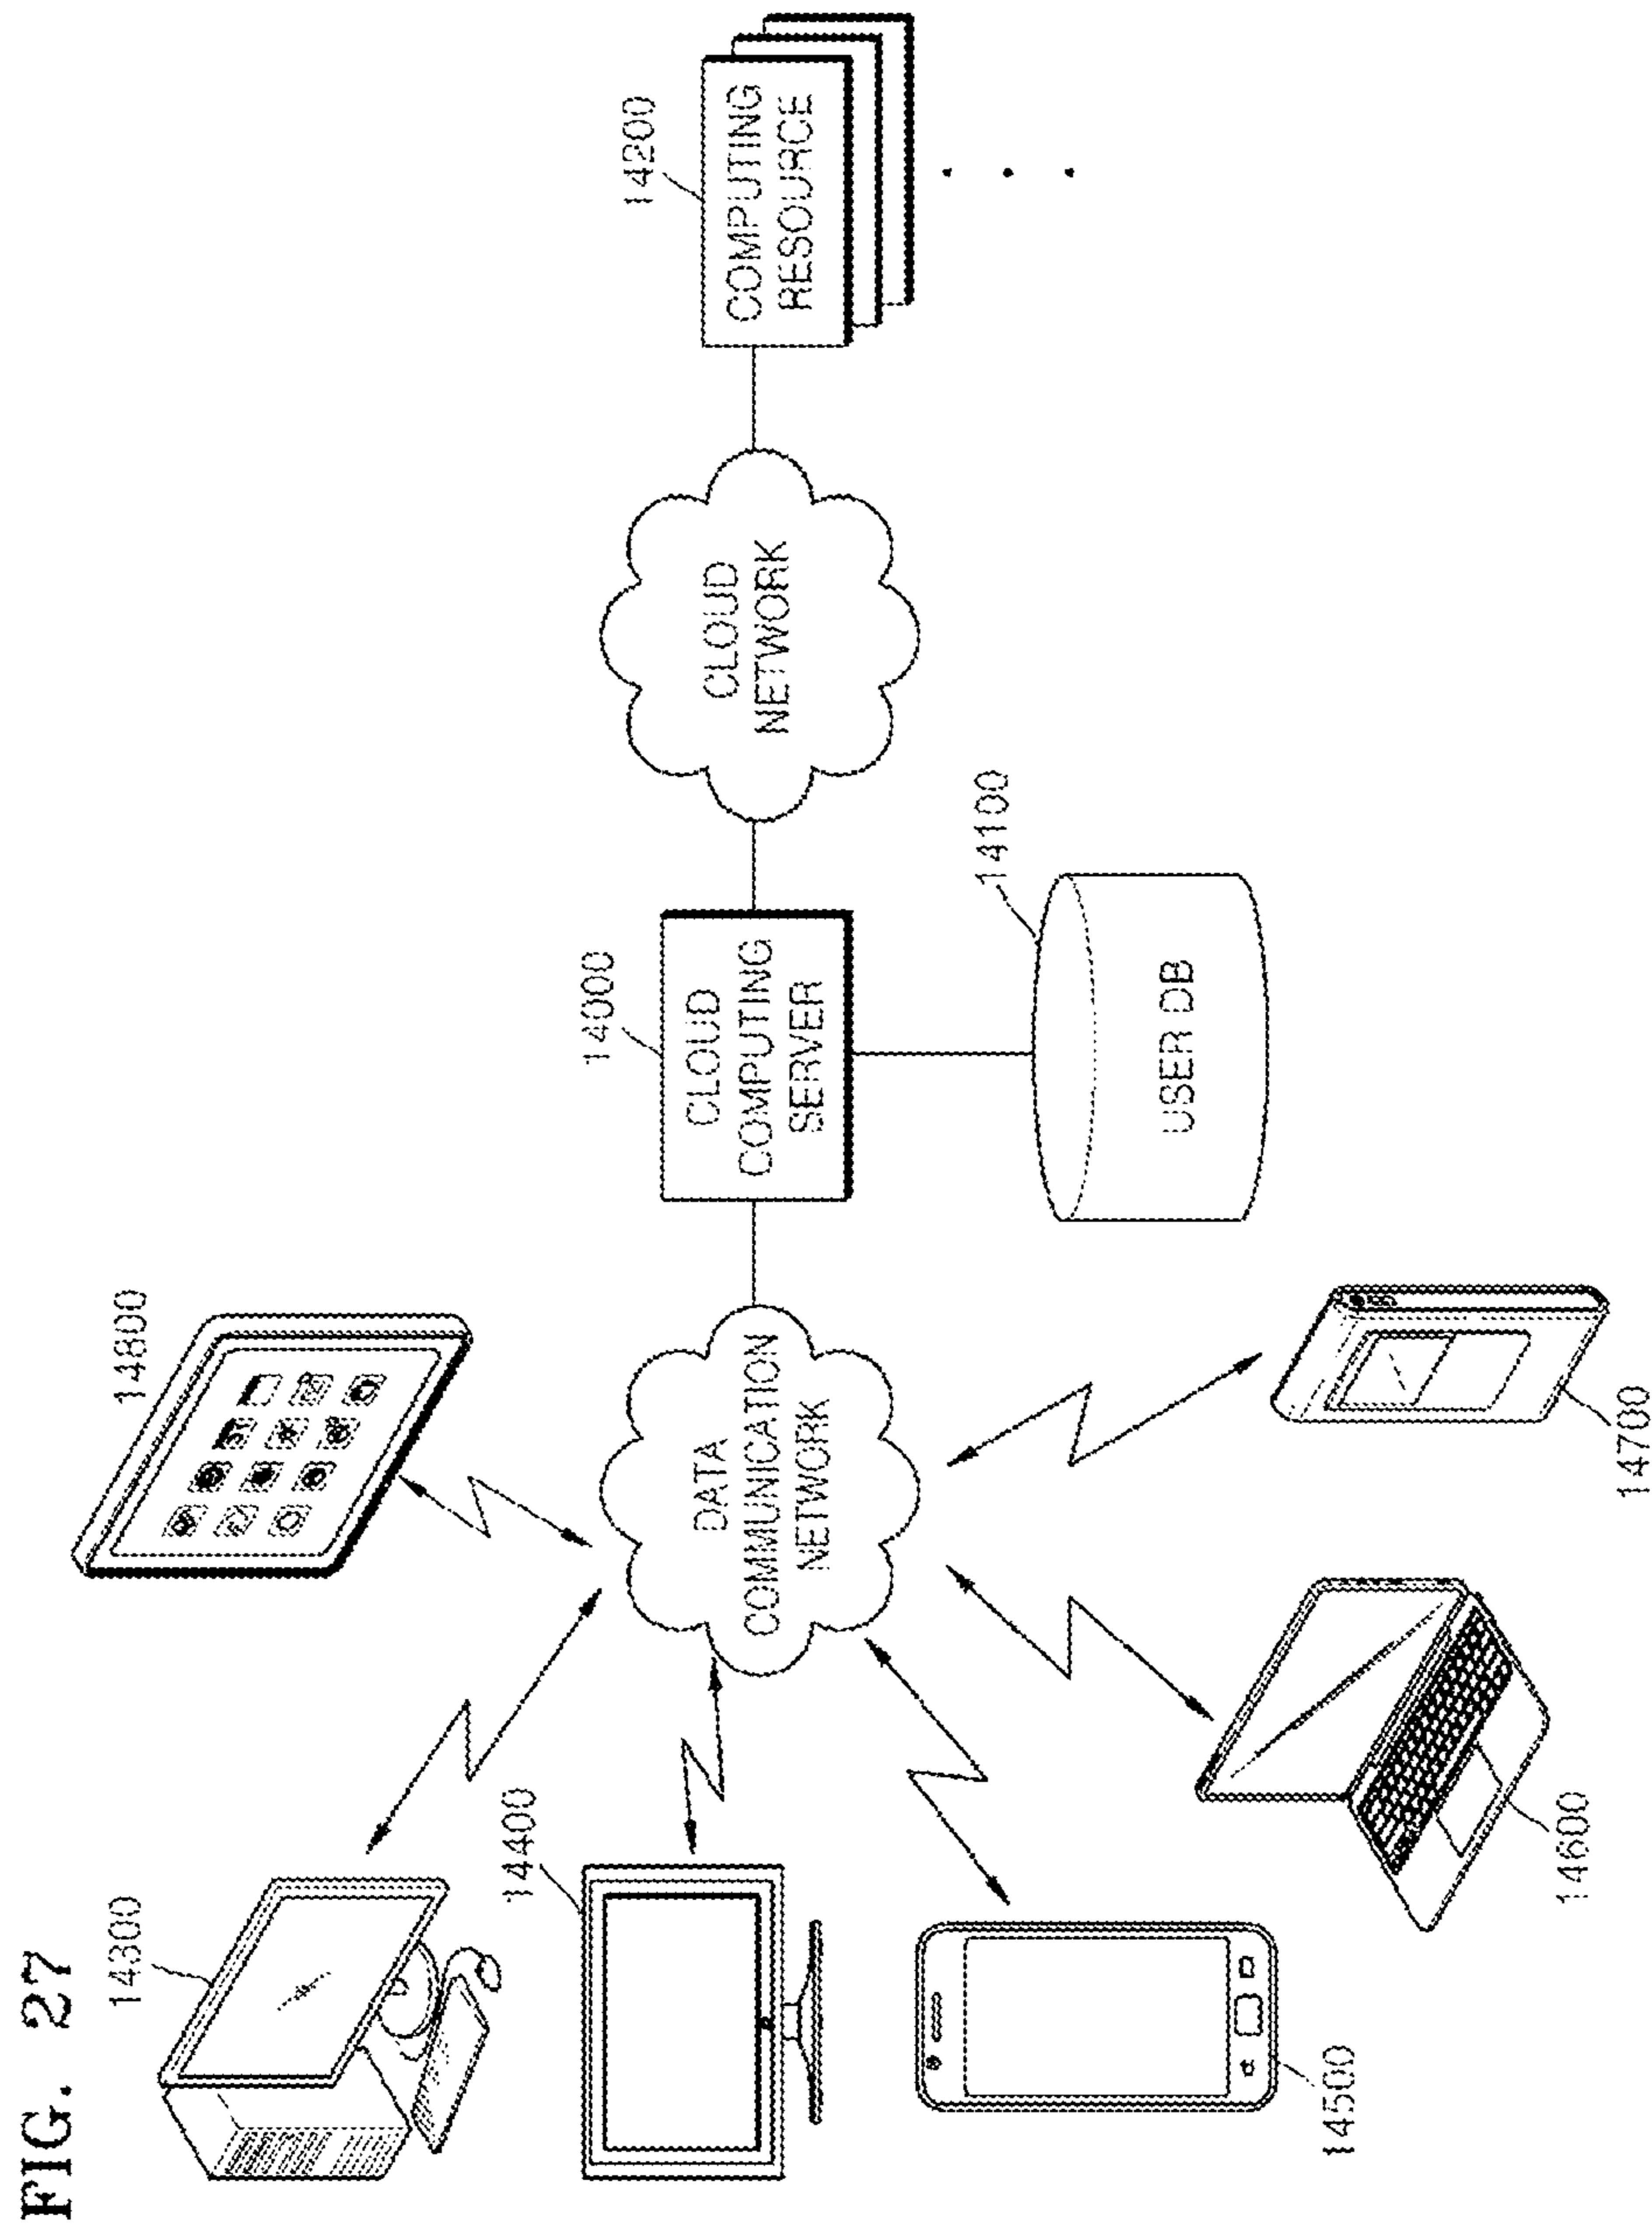 FIG. 27
14300
14800
14400
14000
CLOUD
COMPUTING
SERVER
14200
COMPUTING
RESOURCE
DATA
COMMUNICATION
NETWORK
CLOUD
NETWORK
14100
USER DB
14500
14600
14700